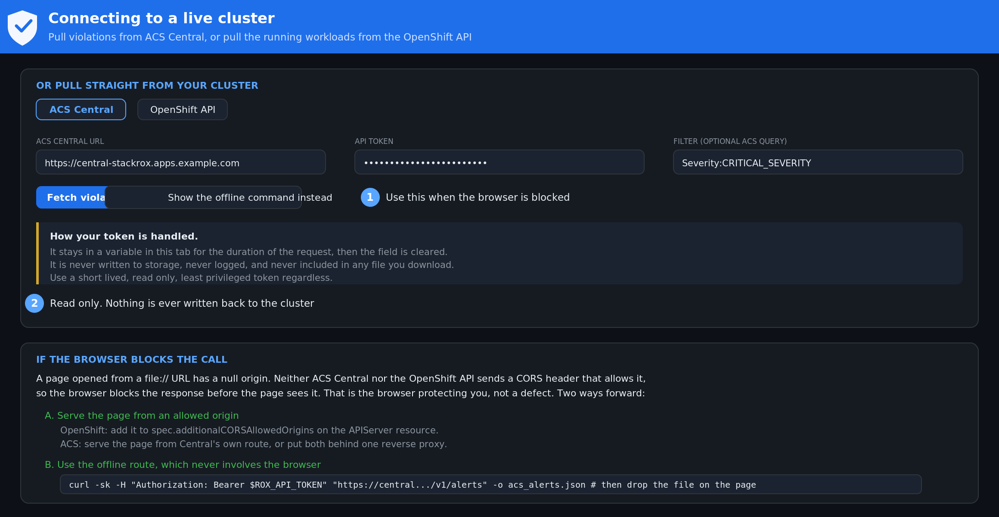 Connecting to a live cluster
Pull violations from ACS Central, or pull the running workloads from the OpenShift API
OR PULL STRAIGHT FROM YOUR CLUSTER
ACS Central OpenShift API
ACS CENTRAL URL API TOKEN FILTER (OPTIONAL ACS QUERY)
https://central-stackrox.apps.example.com •••••••••••••••••••••••• Severity:CRITICAL_SEVERITY
Fetch viola Show the offline command instead 1 Use this when the browser is blocked
How your token is handled.
It stays in a variable in this tab for the duration of the request, then the field is cleared.
It is never written to storage, never logged, and never included in any file you download.
Use a short lived, read only, least privileged token regardless.
2 Read only. Nothing is ever written back to the cluster
IF THE BROWSER BLOCKS THE CALL
A page opened from a file:// URL has a null origin. Neither ACS Central nor the OpenShift API sends a CORS header that allows it,
so the browser blocks the response before the page sees it. That is the browser protecting you, not a defect. Two ways forward:
A. Serve the page from an allowed origin
OpenShift: add it to spec.additionalCORSAllowedOrigins on the APIServer resource.
ACS: serve the page from Central's own route, or put both behind one reverse proxy.
B. Use the offline route, which never involves the browser
curl -sk -H "Authorization: Bearer $ROX_API_TOKEN" "https://central.../v1/alerts" -o acs_alerts.json # then drop the file on the page